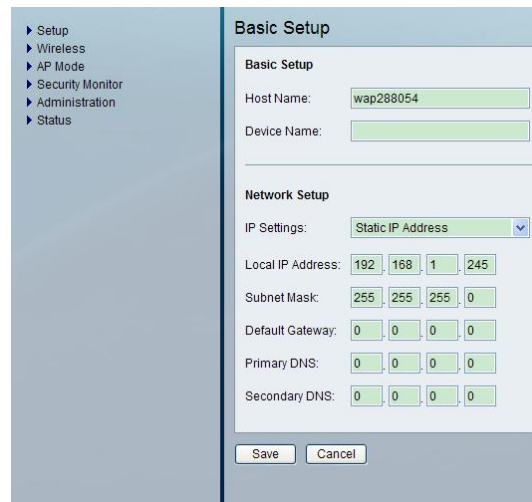 Setup
Wireless
AP Mode
Security Monitor
Administration
Status
Basic Setup
Basic Setup
Host Name: wap288054
Device Name:
Network Setup
IP Settings: Static IP Address
Local IP Address: 192 . 168 . 1 . 245
Subnet Mask: 255 . 255 . 255 . 0
Default Gateway: 0 . 0 . 0 . 0
Primary DNS: 0 . 0 . 0 . 0
Secondary DNS: 0 . 0 . 0 . 0
Save Cancel